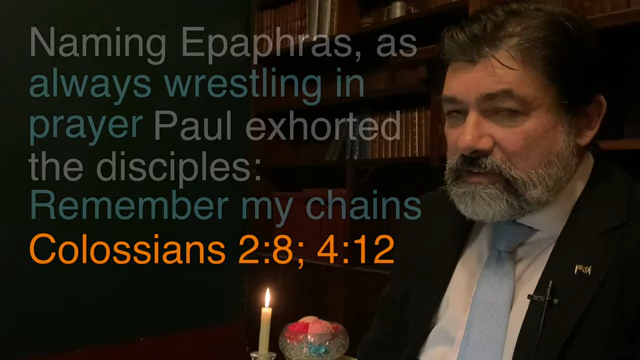 Naming Epaphras, as
always wrestling in
prayer Paul exhorted
the disciples:
Remember my chains
Colossians 2:8; 4:12